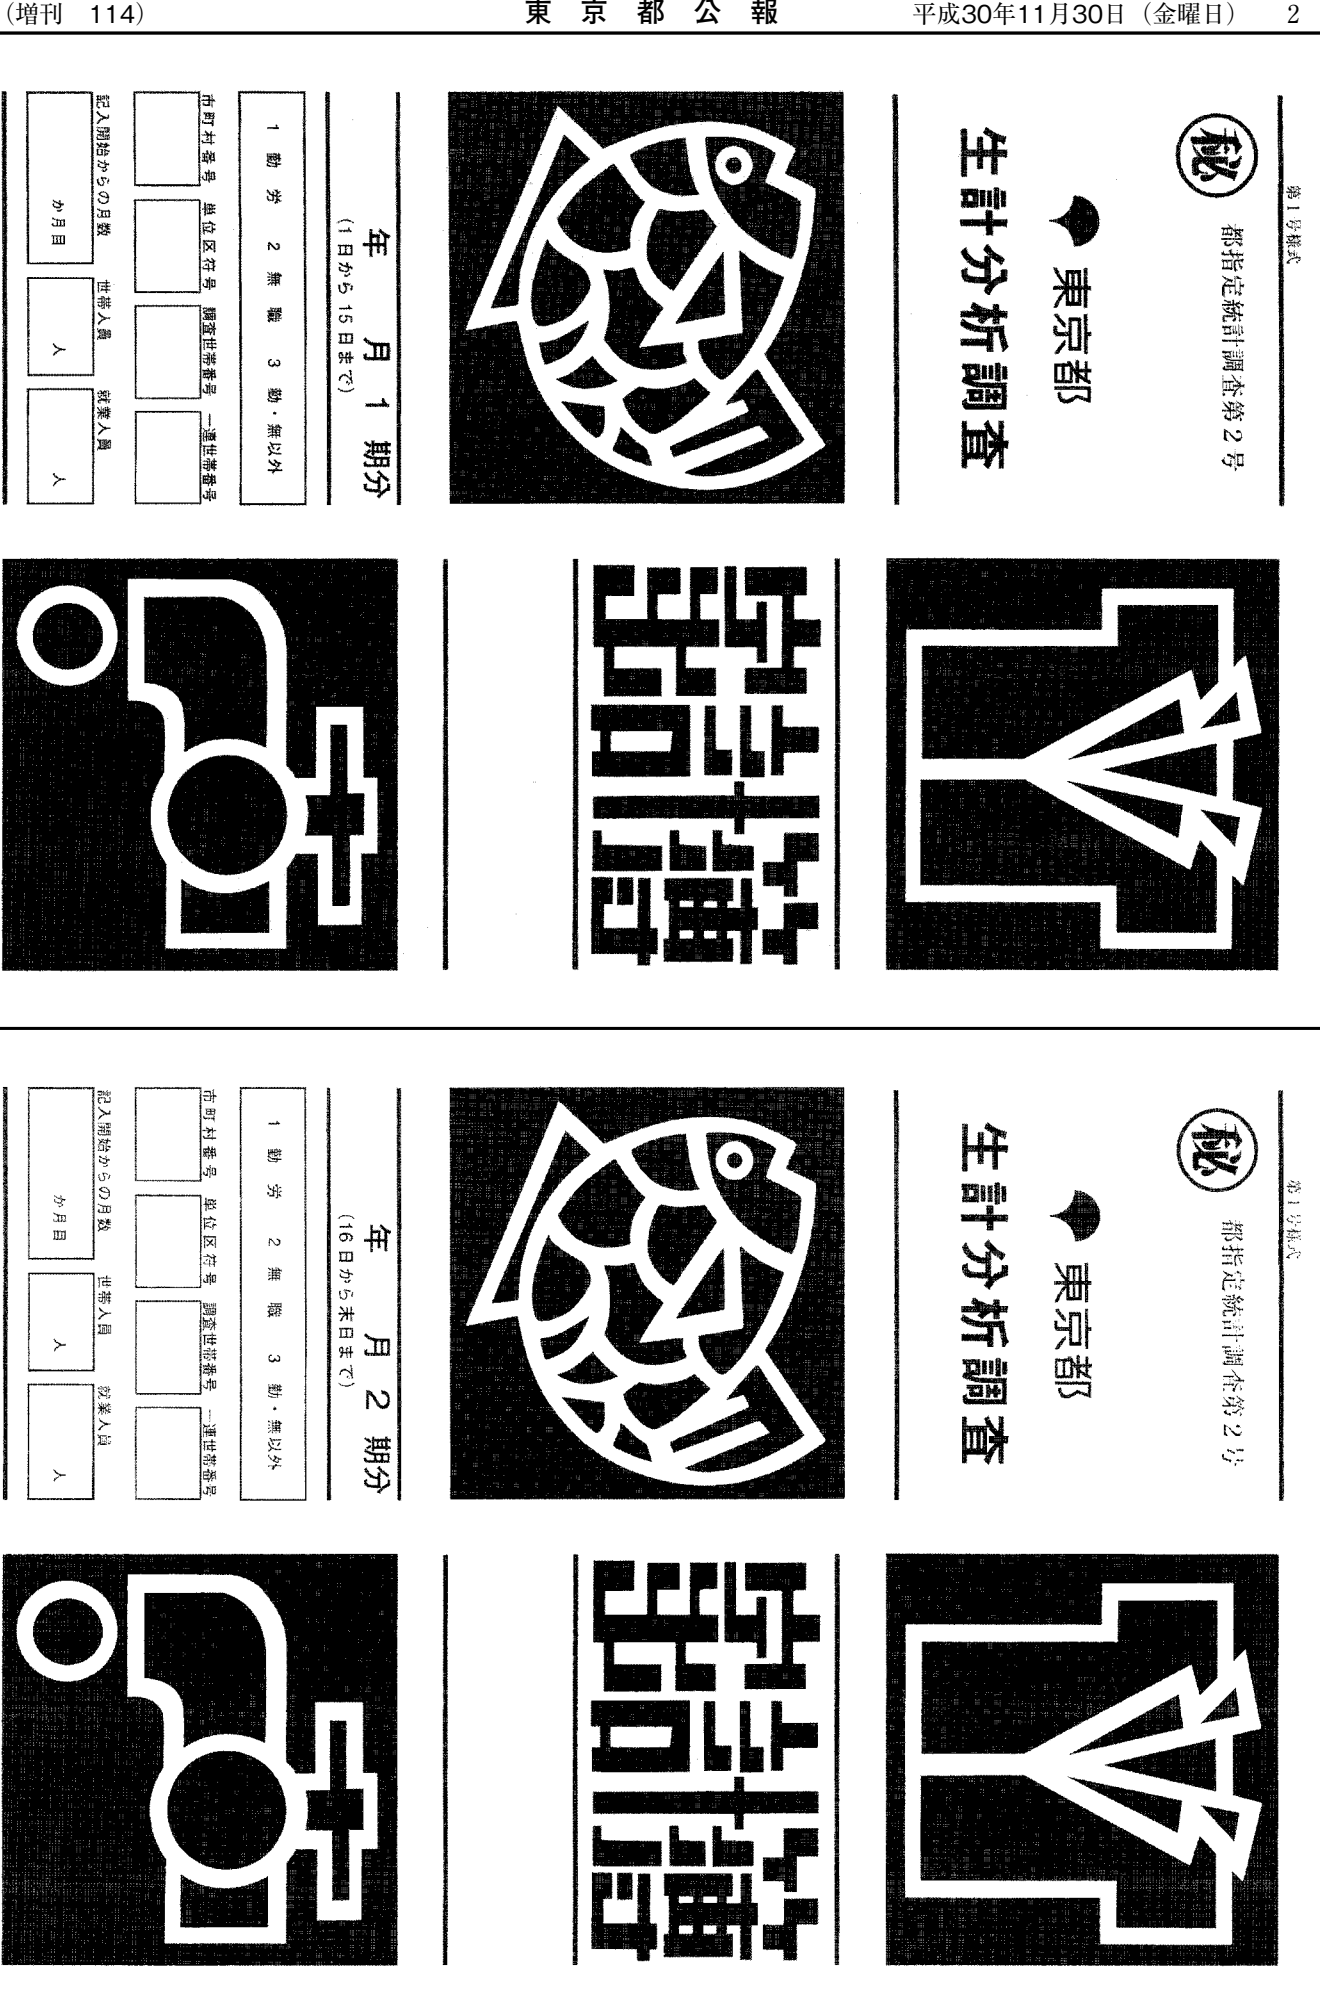 (増刊 114)
東京都公報
平成30年11月30日（金曜日） 2
第1号様式
秘
都指定統計調査第2号
東京都
生計分析調査
家計簿
年 月 1 期分
(1日から15日まで)
1 勤労 2 無職 3 勤・無以外
市町村番号 単位区符号 調査世帯番号 一連世帯番号
記入開始からの月数 世帯人員 就業人員
か月目 人 人
第1号様式
秘
都指定統計調査第2号
東京都
生計分析調査
家計簿
年 月 2 期分
(16日から末日まで)
1 勤労 2 無職 3 勤・無以外
市町村番号 単位区符号 調査世帯番号 一連世帯番号
記入開始からの月数 世帯人員 就業人員
か月目 人 人